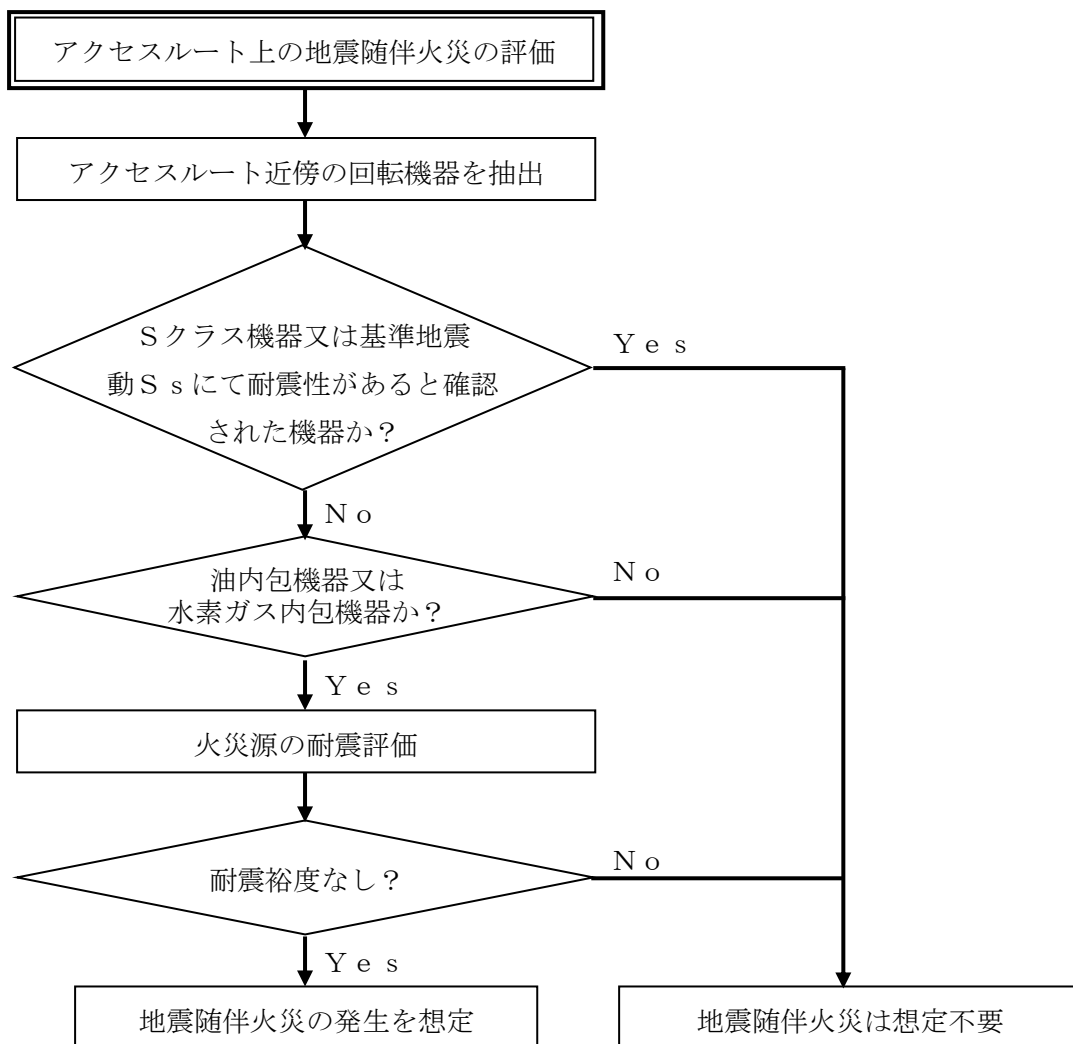 アクセスルート上の地震随伴火災の評価
アクセスルート近傍の回転機器を抽出
Ｓクラス機器又は基準地震
動Ｓｓにて耐震性があると確認
された機器か？
Ｙｅｓ
Ｎｏ
油内包機器又は
水素ガス内包機器か？
Ｎｏ
Ｙｅｓ
火災源の耐震評価
耐震裕度なし？
Ｎｏ
Ｙｅｓ
地震随伴火災の発生を想定
地震随伴火災は想定不要